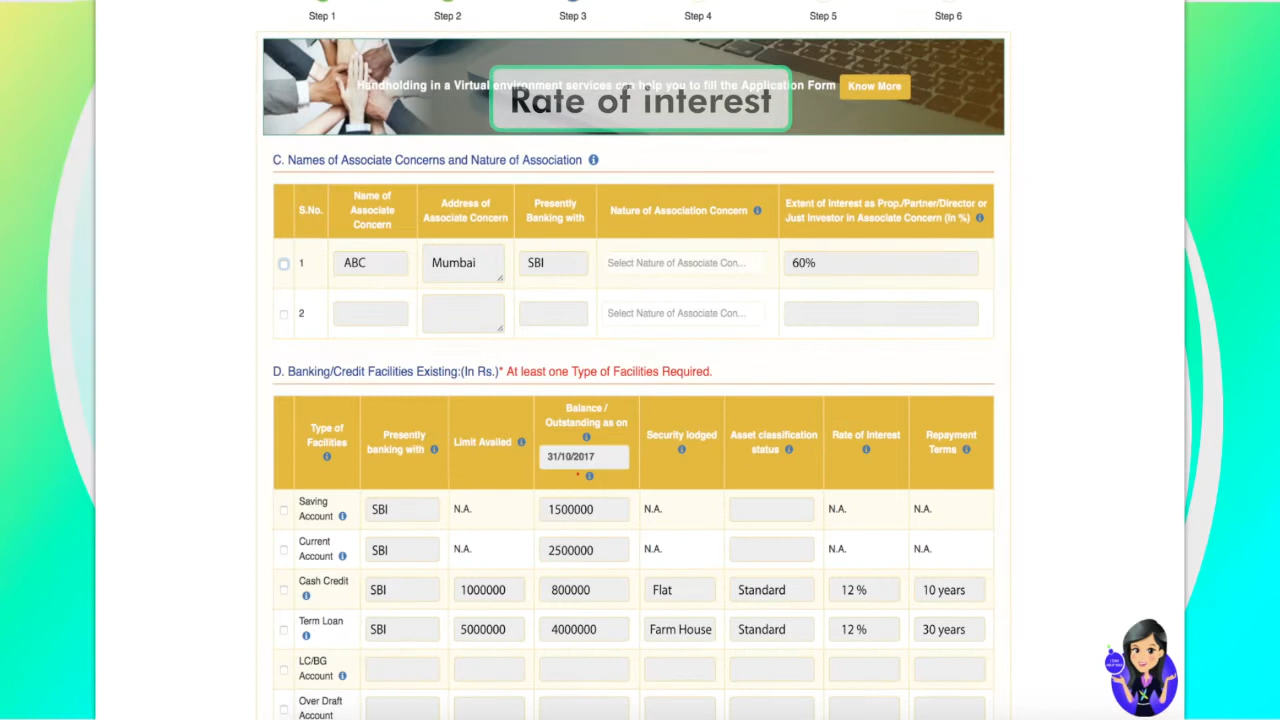 Step 1 Step 2 Step 3 Step 4 Step 5 Step 6
Handholding in a Virtual environment services can help you to fill the Application Form Know More
Rate of interest
C. Names of Associate Concerns and Nature of Association
S.No. Name of Associate Concern Address of Associate Concern Presently Banking with Nature of Association Concern Extent of Interest as Prop./Partner/Director or Just Investor in Associate Concern (In %)
1 ABC Mumbai SBI Select Nature of Associate Con... 60%
2 Select Nature of Associate Con...
D. Banking/Credit Facilities Existing:(In Rs.)* At least one Type of Facilities Required.
Type of Facilities Presently banking with Limit Availed Balance / Outstanding as on 31/10/2017 * Security lodged Asset classification status Rate of Interest Repayment Terms
Saving Account SBI N.A. 1500000 N.A. N.A. N.A.
Current Account SBI N.A. 2500000 N.A. N.A. N.A.
Cash Credit SBI 1000000 800000 Flat Standard 12 % 10 years
Term Loan SBI 5000000 4000000 Farm House Standard 12 % 30 years
LC/BG Account
Over Draft Account